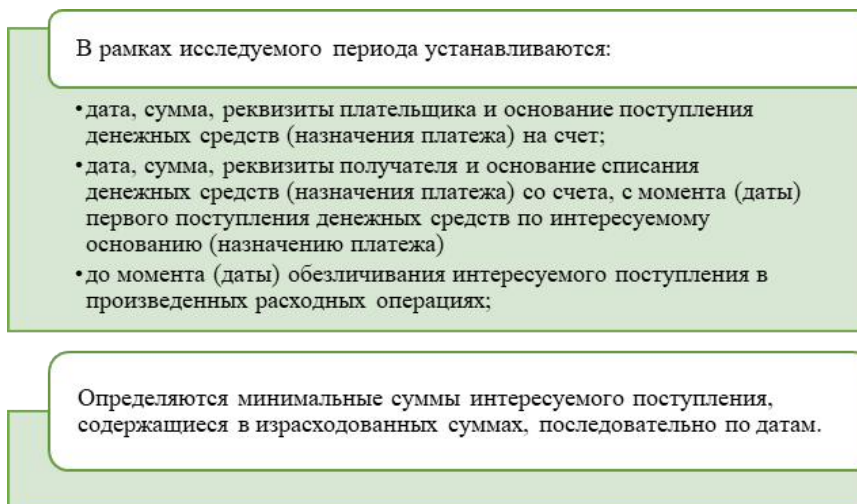 В рамках исследуемого периода устанавливаются:
•дата, сумма, реквизиты плательщика и основание поступления
денежных средств (назначения платежа) на счет;
•дата, сумма, реквизиты получателя и основание списания
денежных средств (назначения платежа) со счета, с момента (даты)
первого поступления денежных средств по интересуемому
основанию (назначению платежа)
•до момента (даты) обезличивания интересуемого поступления в
произведенных расходных операциях;
Определяются минимальные суммы интересуемого поступления,
содержащиеся в израсходованных суммах, последовательно по датам.